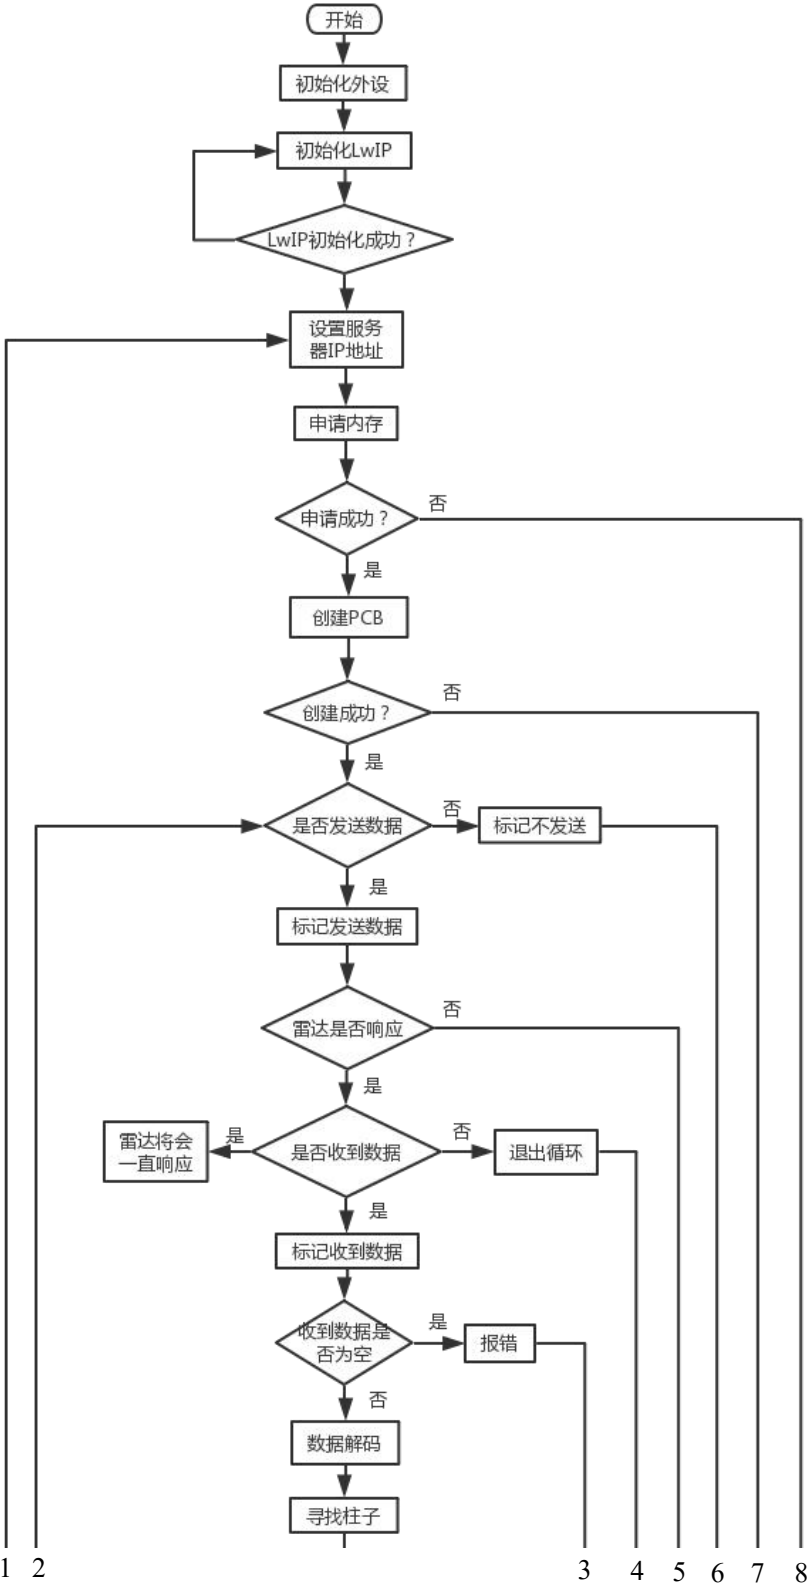 开始
初始化外设
初始化LwIP
LwIP初始化成功？
设置服务
器IP地址
申请内存
申请成功？
否
是
创建PCB
创建成功？
否
是
是否发送数据
否
标记不发送
是
标记发送数据
雷达是否响应
否
是
雷达将会
一直响应
是
是否收到数据
否
退出循环
是
标记收到数据
收到数据是
否为空
是
报错
否
数据解码
寻找柱子
1
2
3
4
5
6
7
8